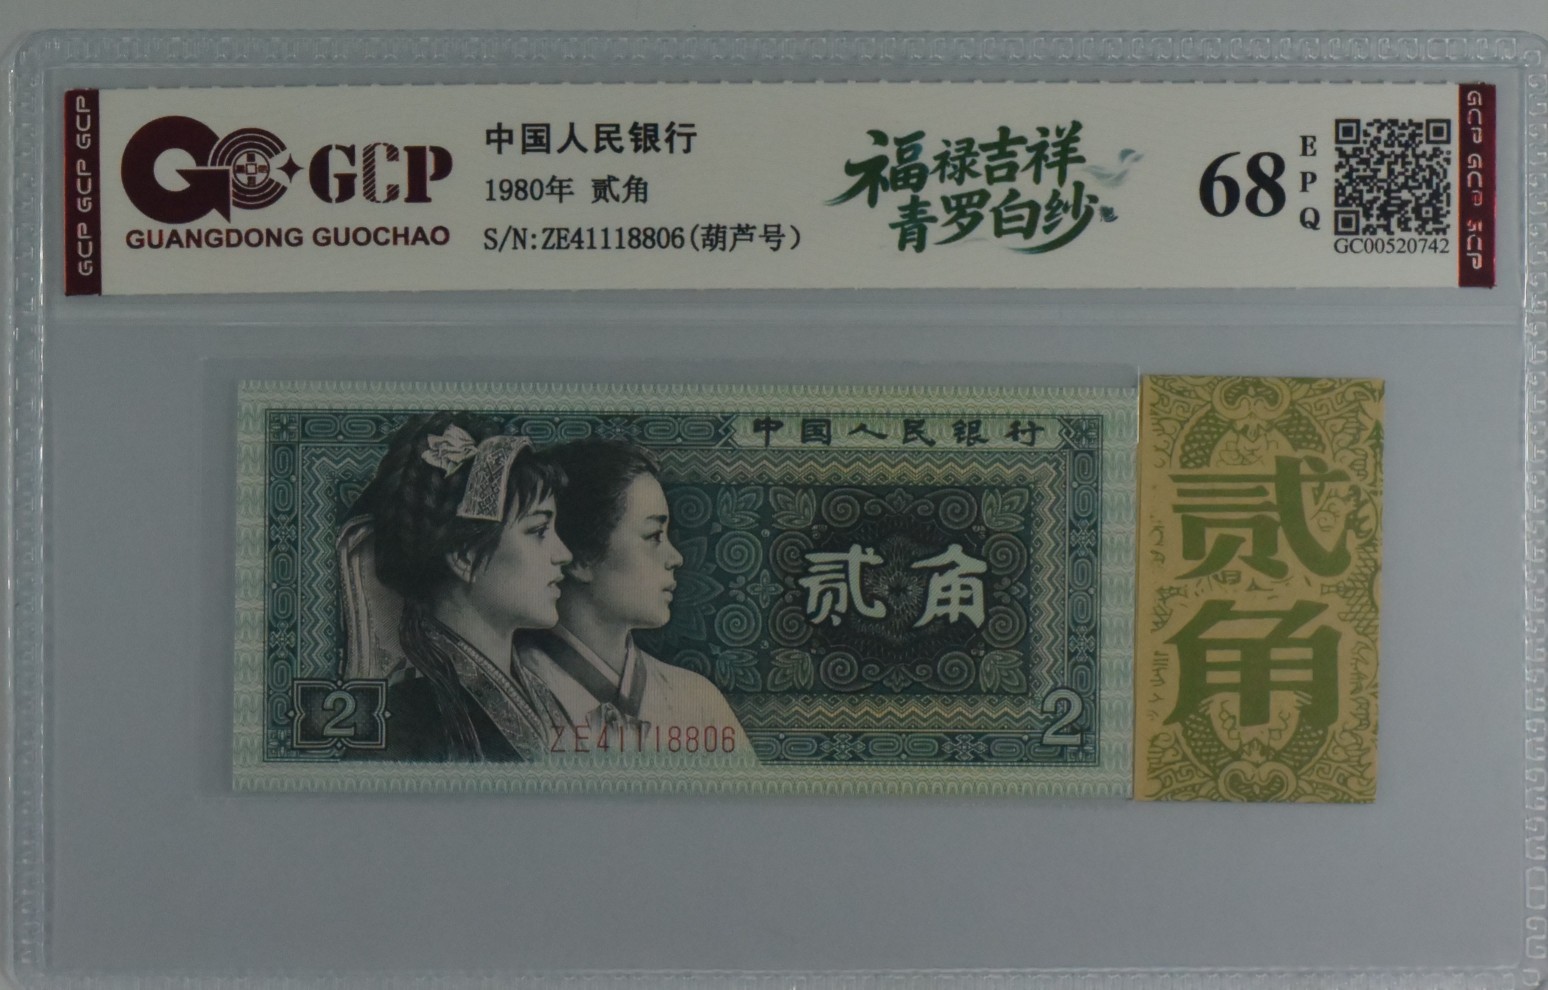 GCP GCP GCP
GCP
GUANGDONG GUOCHAO
中国人民银行
1980年 贰角
S/N:ZE41118806(葫芦号)
福禄吉祥
青罗白纱
68
E
P
Q
GC00520742
GCP GCP GCP
中国人民银行
贰角
2
2
ZE41118806
贰
角